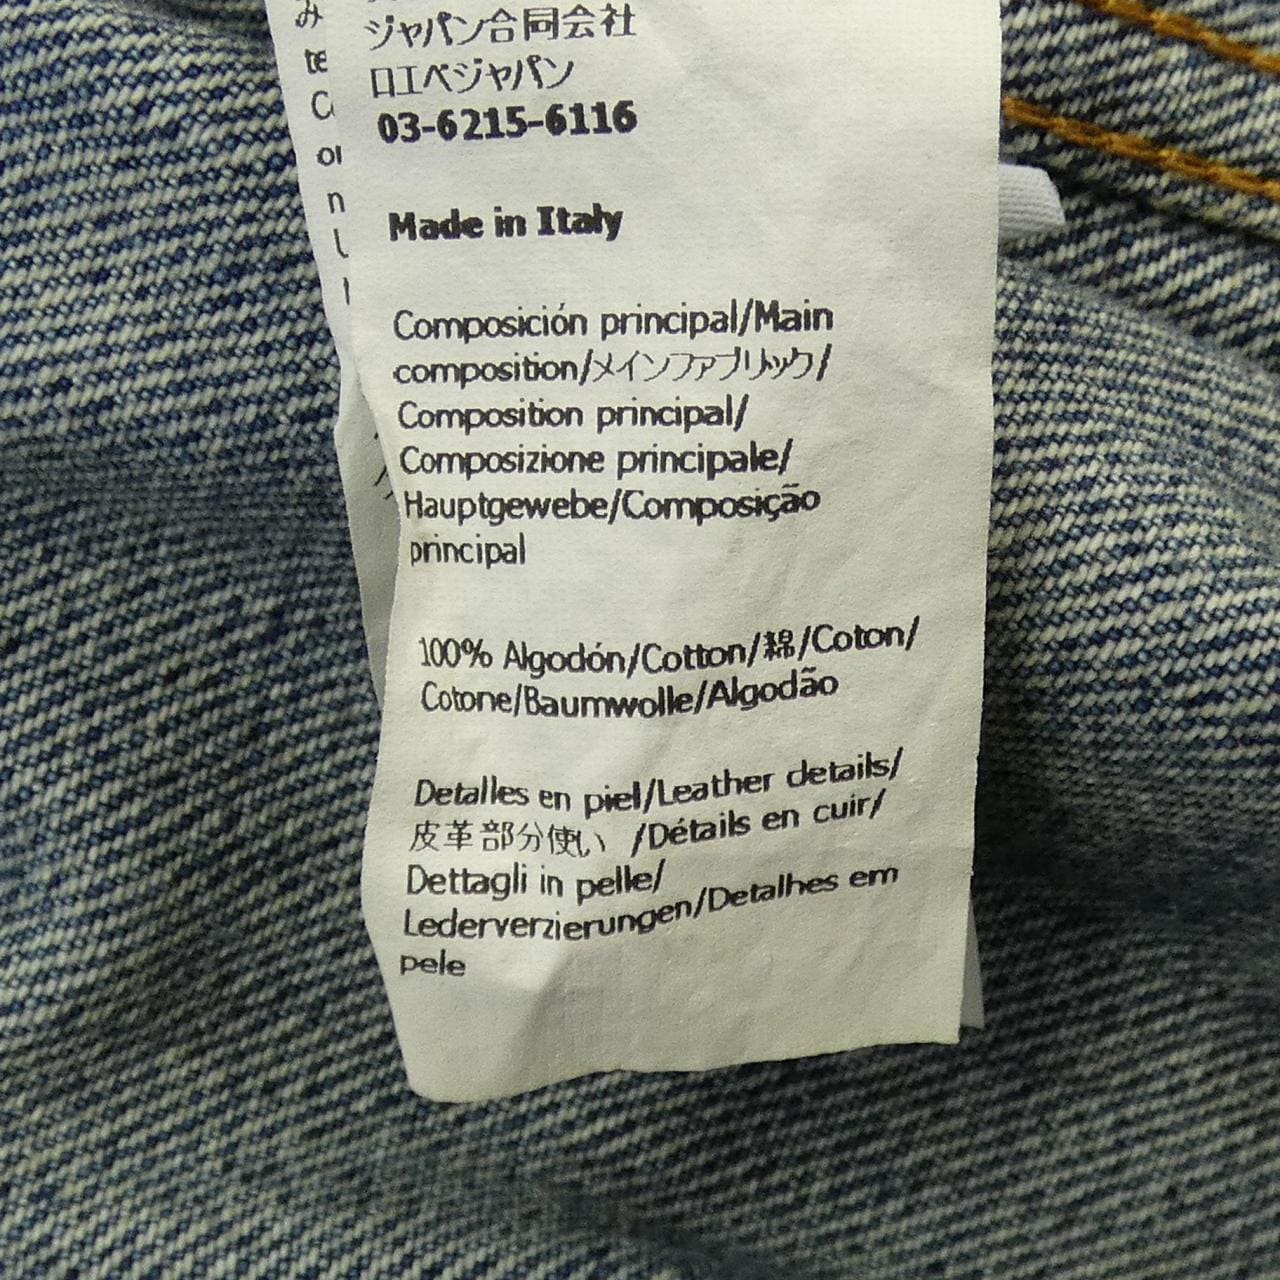 ジャパン合同会社
ロエベジャパン
03-6215-6116
Made in Italy
Composición principal/Main
composition/メインファブリック/
Composition principal/
Composizione principale/
Hauptgewebe/Composição
principal
100% Algodón/Cotton/綿/Coton/
Cotone/Baumwolle/Algodão
Detalles en piel/Leather details/
皮革部分使い /Détails en cuir/
Dettagli in pelle/
Lederverzierungen/Detalhes em
pele